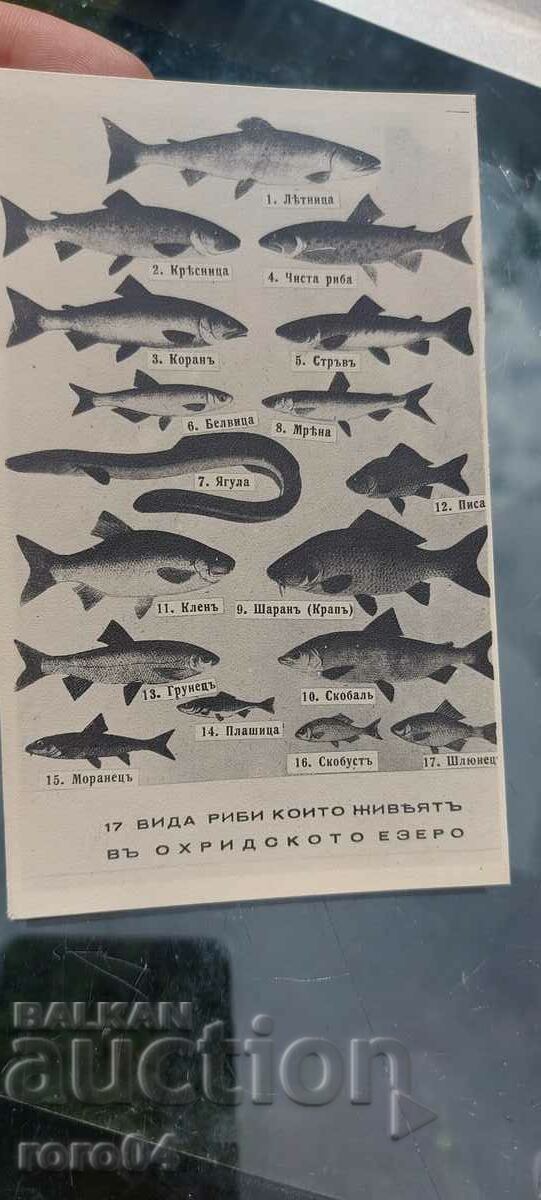 1. Лѣтница
2. Крѣсница
4. Чиста риба
3. Коранъ
5. Стръвъ
6. Белвица
8. Мрѣна
7. Ягула
12. Писа
11. Кленъ
9. Шаранъ (Крапъ)
13. Грунецъ
10. Скобаль
14. Плашица
15. Моранецъ
16. Скобустъ
17. Шлюнец
17 ВИДА РИБИ КОИТО ЖИВѢЯТЪ
ВЪ ОХРИДСКОТО ЕЗЕРО
BALKAN
auction
roro04